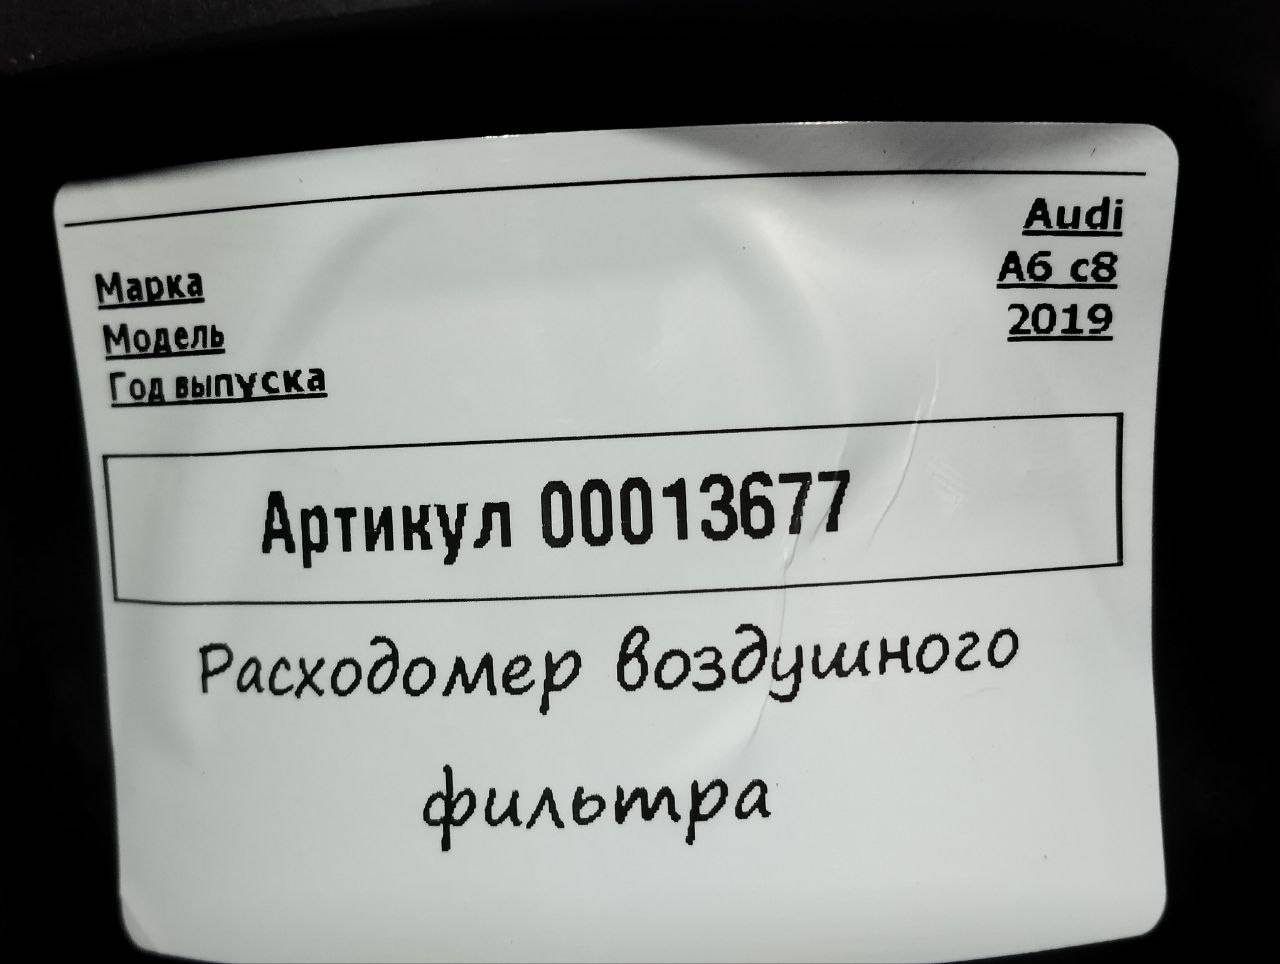 Марка Audi
Модель A6 c8
Год выпуска 2019
Артикул 00013677
Расходомер воздушного
фильтра